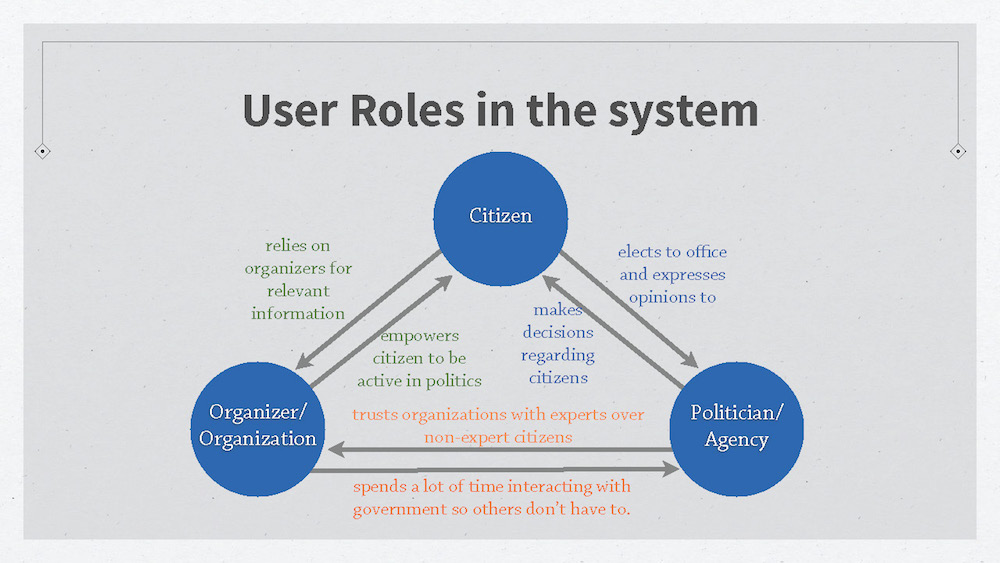 User Roles in the system
Citizen
relies on
organizers for
relevant
information
elects to office
and expresses
opinions to
empowers
citizen to be
active in politics
makes
decisions
regarding
citizens
Organizer/
Organization
Politician/
Agency
trusts organizations with experts over
non-expert citizens
spends a lot of time interacting with
government so others don't have to.